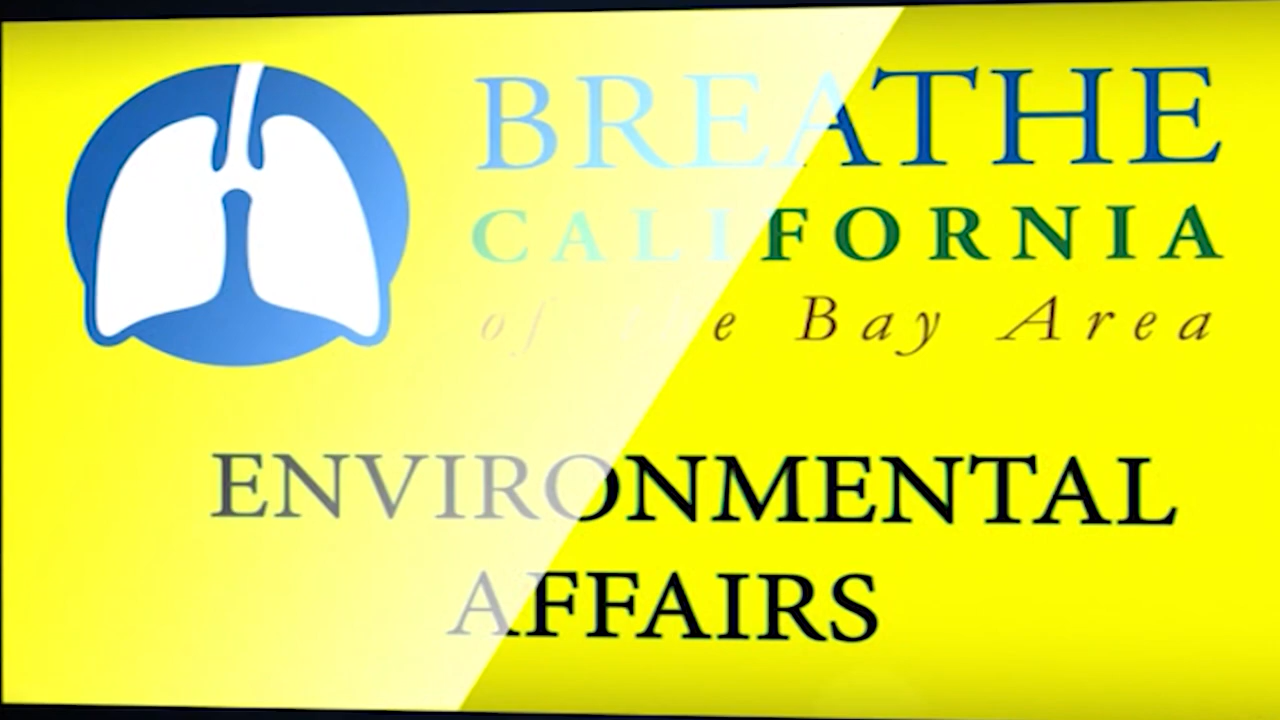 BREATHE
CALIFORNIA
of the Bay Area
ENVIRONMENTAL
AFFAIRS